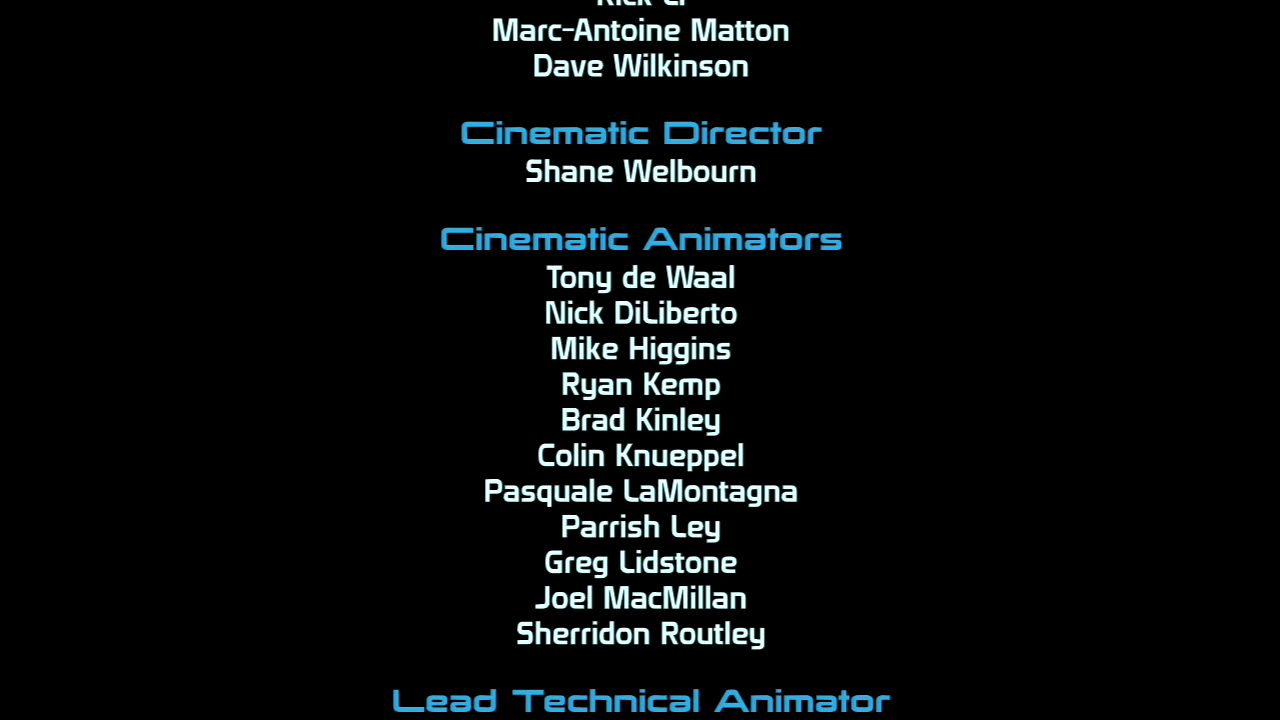 Marc-Antoine Matton
Dave Wilkinson
Cinematic Director
Shane Welbourn
Cinematic Animators
Tony de Waal
Nick DiLiberto
Mike Higgins
Ryan Kemp
Brad Kinley
Colin Knueppel
Pasquale LaMontagna
Parrish Ley
Greg Lidstone
Joel MacMillan
Sherridon Routley
Lead Technical Animator